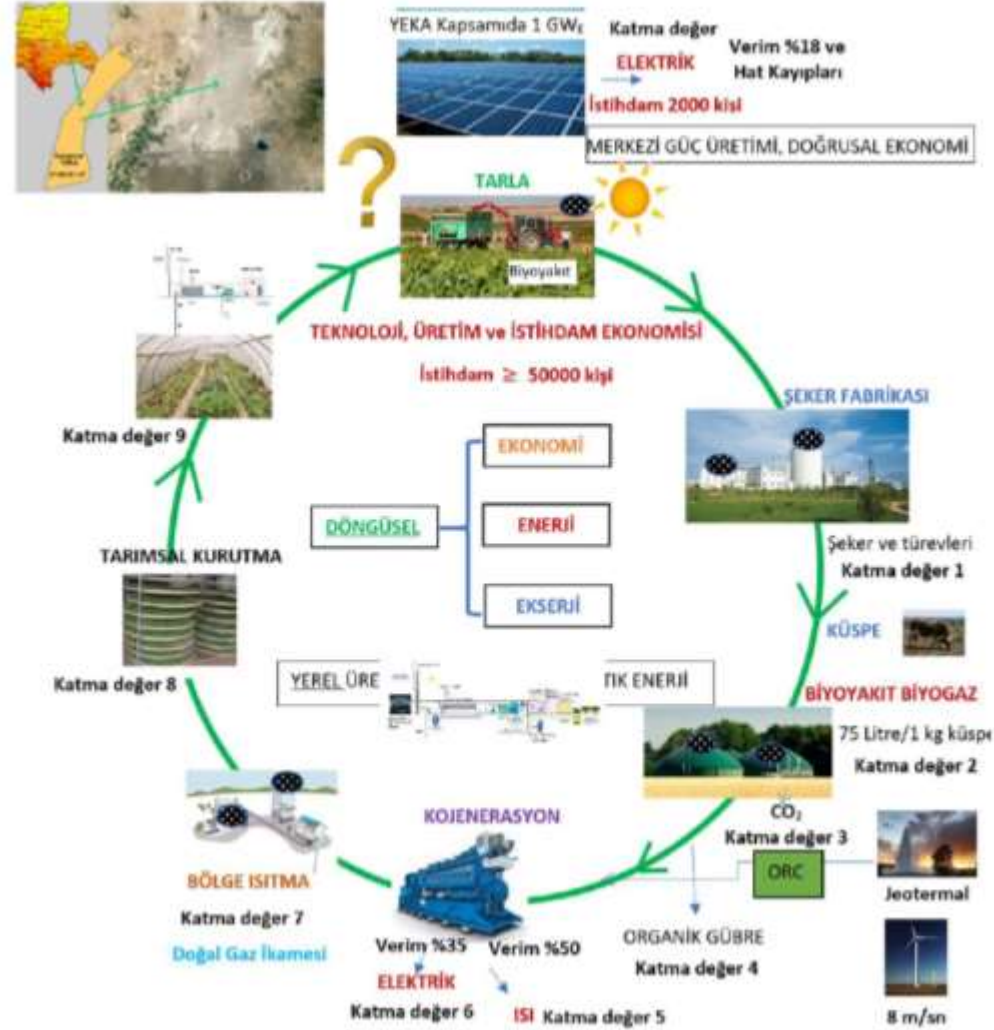 YEKA Kapsamıda 1 GWE
Katma değer
ELEKTRİK
Verim %18 ve
Hat Kayıpları
İstihdam 2000 kişi
MERKEZİ GÜÇ ÜRETİMİ, DOĞRUSAL EKONOMİ
?
TARLA
Biyoyakıt
TEKNOLOJİ, ÜRETİM ve İSTİHDAM EKONOMİSİ
İstihdam ≥ 50000 kişi
ŞEKER FABRİKASI
Şeker ve türevleri
Katma değer 1
KÜSPE
BİYOYAKIT BİYOGAZ
75 Litre/1 kg küspe
Katma değer 2
CO₂
Katma değer 3
ORC
Jeotermal
8 m/sn
ORGANİK GÜBRE
Katma değer 4
KOJENERASYON
Verim %35
Verim %50
ELEKTRİK
Katma değer 6
ISI Katma değer 5
BÖLGE ISITMA
Katma değer 7
Doğal Gaz İkamesi
TARIMSAL KURUTMA
Katma değer 8
Katma değer 9
DÖNGÜSEL
EKONOMİ
ENERJİ
EKSERJİ
YEREL ÜRE
TIK ENERJİ